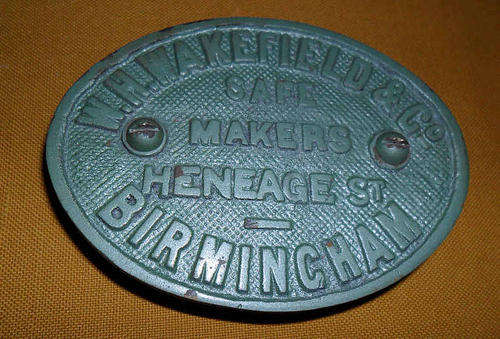 W.H.WAKEFIELD & Co
SAFE
MAKERS
HENEAGE ST
BIRMINGHAM